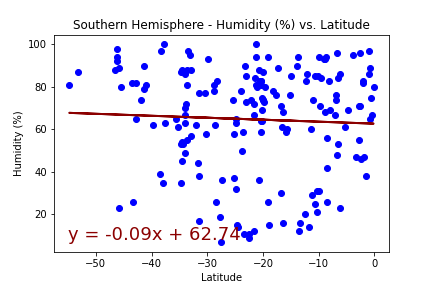 Southern Hemisphere - Humidity (%) vs. Latitude
100
80
60
40
20
Humidity (%)
y = -0.09x + 62.74
−50
−40
−30
−20
−10
0
Latitude